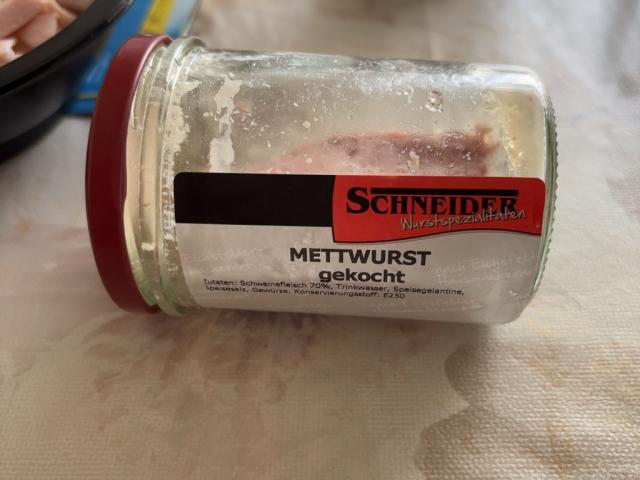 SCHNEIDER
Wurstspezialitäten
METTWURST
gekocht
Zutaten: Schweinefleisch 70%, Trinkwasser, Speisegelantine,
Speisesalz, Gewürze, Konservierungsstoff: E250